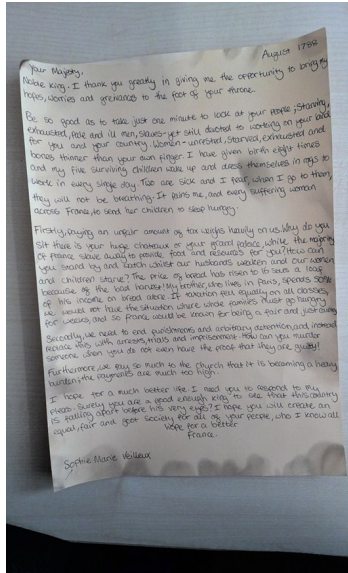 August 1788
Your Majesty,
Noble king. I thank you greatly in giving me the opportunity to bring my
hopes, worries and grievances to the foot of your throne.
Be so good as to take just one minute to look at your people; Starving,
exhausted, pale and ill men, slaves-yet still devoted to working on your land
for you and your country. Women- unrested, starved, exhausted and
bones thinner than your own finger. I have given birth eight times
and my five surviving children wake up and dress themselves in rags to
work in every single day. Two are sick and I fear, when I go to them,
they will not be breathing. It pains me, and every suffering woman
across France, to send her children to sleep hungry.
Firstly, paying an unfair amount of tax weighs heavily on us. Why do you
sit there in your huge chateaux or your grand palace, while the majority
of France slave away to provide food and resources for you? How can
you stand by and watch whilst our husbands weaken and our women
and children starve? The price of bread has risen to 16 sous a loaf
because of the bad harvest! My brother, who lives in Paris, spends 50%
of his income on bread alone. If taxation fell equally on all classes,
we would not have the situation where whole families must go hungry
for weeks, and so France would be known for being a fair and just country
Secondly, we need to end punishments and arbitrary detention, and instead
replace this with arrests, trials and imprisonment. How can you murder
someone when you do not even have the proof that they are guilty!
Furthermore, we pay so much to the church that it is becoming a heavy
burden, the payments are much too high.
I hope for a much better life. I need you to respond to my
pleas. Surely you are a good enough king to see that this country
is falling apart before his very eyes? I hope you will create an
equal, fair and good society for all of your people, who I know all
hope for a better
France.
Sophie Marie Veilleux